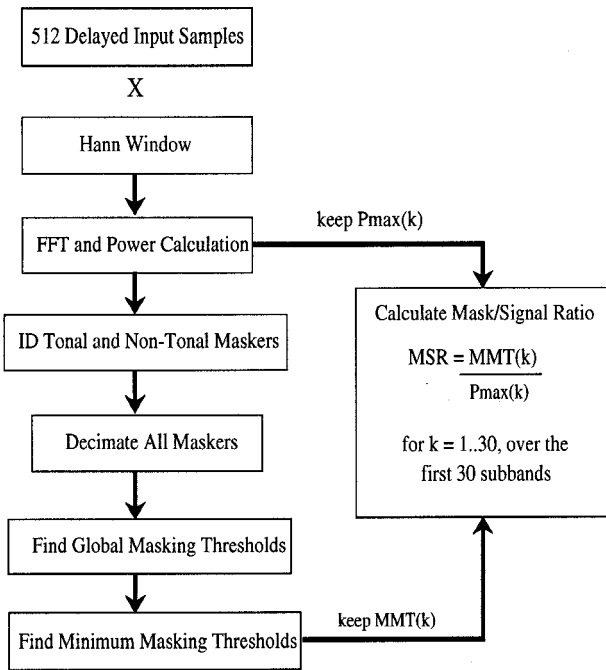 512 Delayed Input Samples
X
Hann Window
keep Pmax(k)
FFT and Power Calculation
ID Tonal and Non-Tonal Maskers
Decimate All Maskers
Find Global Masking Thresholds
Find Minimum Masking Thresholds
keep MMT(k)
Calculate Mask/Signal Ratio
MSR = MMT(k)
Pmax(k)
for k = 1..30, over the
first 30 subbands